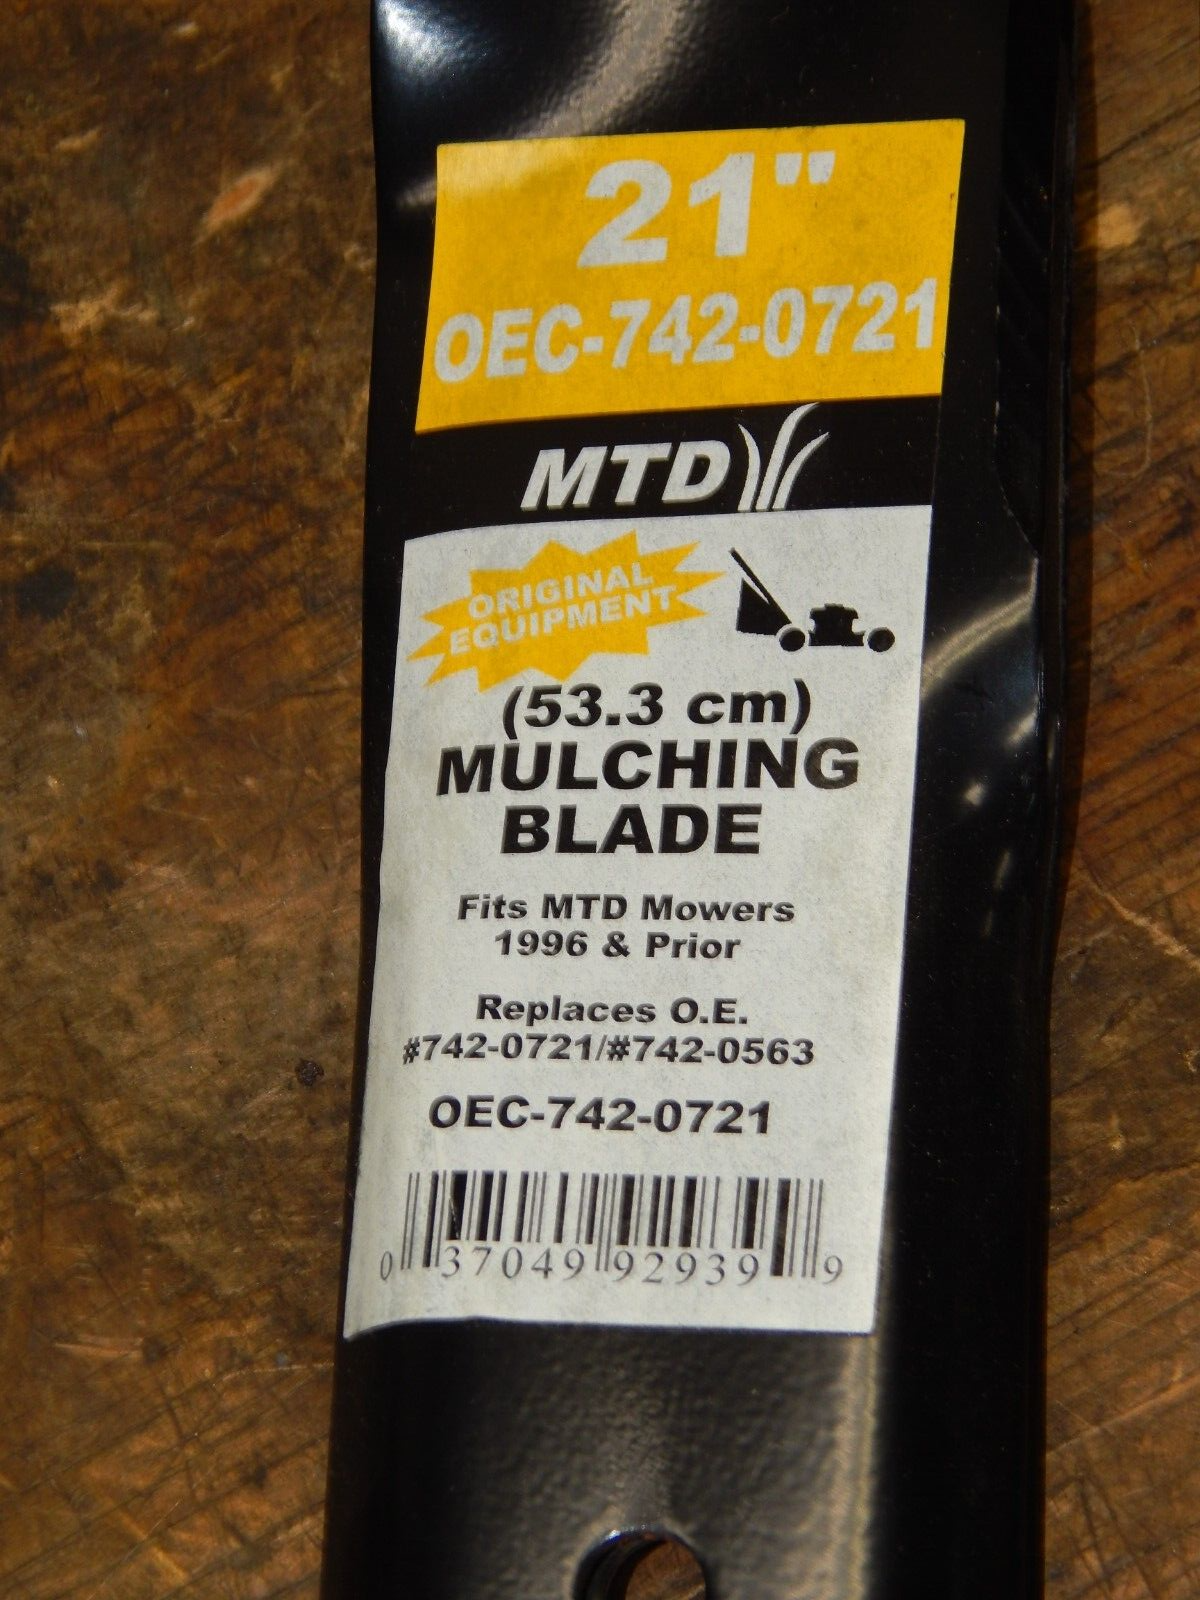 21"
OEC-742-0721
MTD
ORIGINAL
EQUIPMENT
(53.3 cm)
MULCHING
BLADE
Fits MTD Mowers
1996 & Prior
Replaces O.E.
#742-0721/#742-0563
OEC-742-0721
0 37049 92939 9